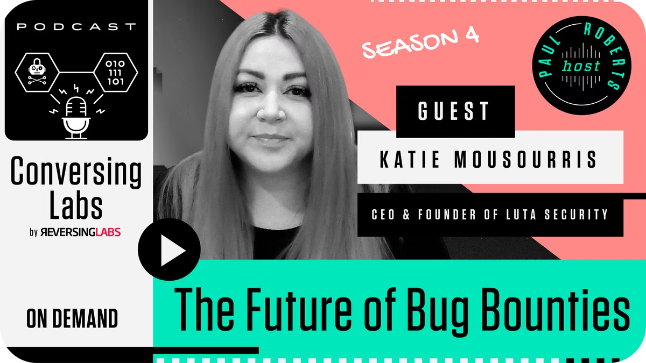 PODCAST
010
111
101
Conversing
Labs
by REVERSINGLABS
ON DEMAND
SEASON 4
PAUL ROBERTS
host
GUEST
KATIE MOUSOURRIS
CEO & FOUNDER OF LUTA SECURITY
The Future of Bug Bounties